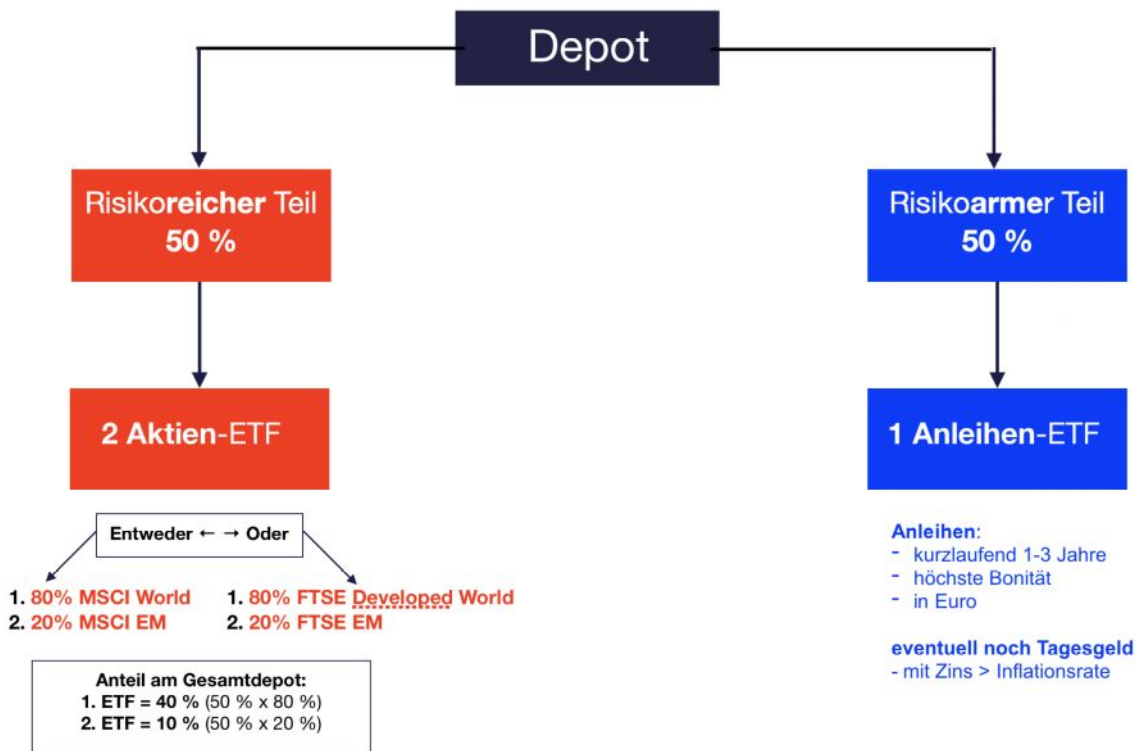 Depot
Risikoreicher Teil
50 %
Risikoarmer Teil
50 %
2 Aktien-ETF
1 Anleihen-ETF
Entweder ← → Oder
1. 80% MSCI World
2. 20% MSCI EM
1. 80% FTSE Developed World
2. 20% FTSE EM
Anteil am Gesamtdepot:
1. ETF = 40 % (50 % x 80 %)
2. ETF = 10 % (50 % x 20 %)
Anleihen:
- kurzlaufend 1-3 Jahre
- höchste Bonität
- in Euro
eventuell noch Tagesgeld
- mit Zins > Inflationsrate